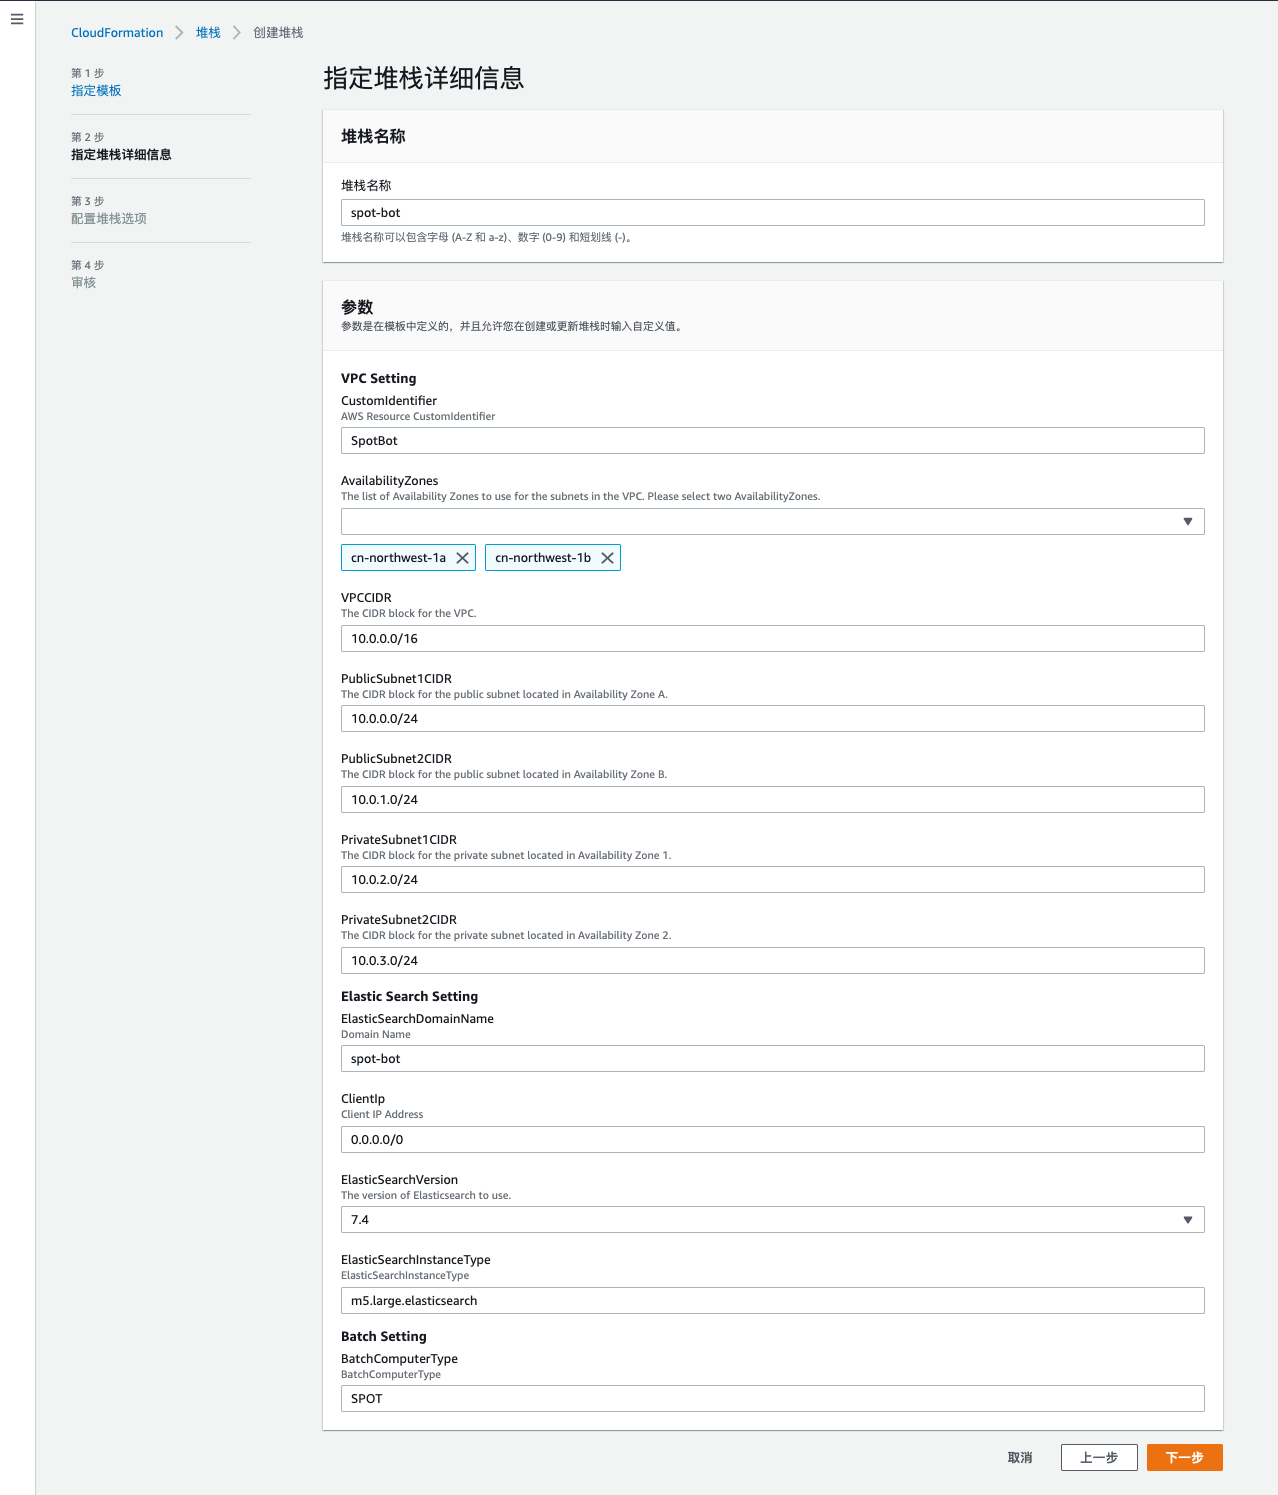 CloudFormation
堆栈
创建堆栈
第 1 步
指定模板
第 2 步
指定堆栈详细信息
第 3 步
配置堆栈选项
第 4 步
审核
指定堆栈详细信息
堆栈名称
堆栈名称
spot-bot
堆栈名称可以包含字母 (A-Z 和 a-z)、数字 (0-9) 和短划线 (-)。
参数
参数是在模板中定义的，并且允许您在创建或更新堆栈时输入自定义值。
VPC Setting
CustomIdentifier
AWS Resource CustomIdentifier
SpotBot
AvailabilityZones
The list of Availability Zones to use for the subnets in the VPC. Please select two AvailabilityZones.
cn-northwest-1a
cn-northwest-1b
VPCCIDR
The CIDR block for the VPC.
10.0.0.0/16
PublicSubnet1CIDR
The CIDR block for the public subnet located in Availability Zone A.
10.0.0.0/24
PublicSubnet2CIDR
The CIDR block for the public subnet located in Availability Zone B.
10.0.1.0/24
PrivateSubnet1CIDR
The CIDR block for the private subnet located in Availability Zone 1.
10.0.2.0/24
PrivateSubnet2CIDR
The CIDR block for the private subnet located in Availability Zone 2.
10.0.3.0/24
Elastic Search Setting
ElasticSearchDomainName
Domain Name
spot-bot
ClientIp
Client IP Address
0.0.0.0/0
ElasticSearchVersion
The version of Elasticsearch to use.
7.4
ElasticSearchInstanceType
ElasticSearchInstanceType
m5.large.elasticsearch
Batch Setting
BatchComputerType
BatchComputerType
SPOT
取消
上一步
下一步